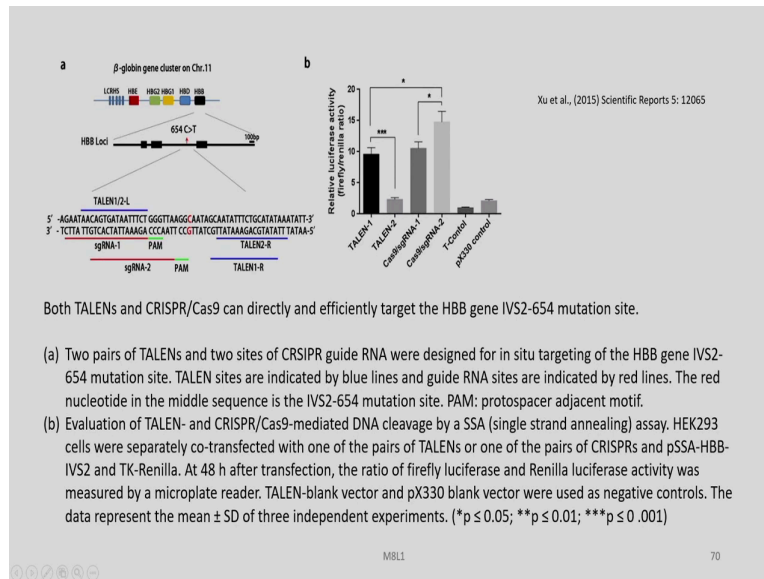 a
β-globin gene cluster on Chr.11
LCRHS HBE HBG2 HBG1 HBD HBB
654 C>T
100bp
HBB Loci
TALEN1/2-L
5' -AGAATAACAGTGATAATTTCT GGGTTAAGGCAATAGCAATATTTCTGCATATAAATATT-3'
3' - TCTTA TTGTCACTATTAAAGA CCCAATT CCGTTATCGTTATAAAGACGTATATT TATAA-5'
sgRNA-1 PAM TALEN2-R
sgRNA-2 PAM TALEN1-R
b
Relative luciferase activity
(firefly/renilla ratio)
20
15
10
5
0
*
*
***
TALEN-1
TALEN-2
Cas9/sgRNA-1
Cas9/sgRNA-2
T-Contol
pX330 control
Xu et al., (2015) Scientific Reports 5: 12065
Both TALENs and CRISPR/Cas9 can directly and efficiently target the HBB gene IVS2-654 mutation site.
(a) Two pairs of TALENs and two sites of CRSIPR guide RNA were designed for in situ targeting of the HBB gene IVS2-
654 mutation site. TALEN sites are indicated by blue lines and guide RNA sites are indicated by red lines. The red
nucleotide in the middle sequence is the IVS2-654 mutation site. PAM: protospacer adjacent motif.
(b) Evaluation of TALEN- and CRISPR/Cas9-mediated DNA cleavage by a SSA (single strand annealing) assay. HEK293
cells were separately co-transfected with one of the pairs of TALENs or one of the pairs of CRISPRs and pSSA-HBB-
IVS2 and TK-Renilla. At 48 h after transfection, the ratio of firefly luciferase and Renilla luciferase activity was
measured by a microplate reader. TALEN-blank vector and pX330 blank vector were used as negative controls. The
data represent the mean ± SD of three independent experiments. (*p ≤ 0.05; **p ≤ 0.01; ***p ≤ 0 .001)
M8L1
70